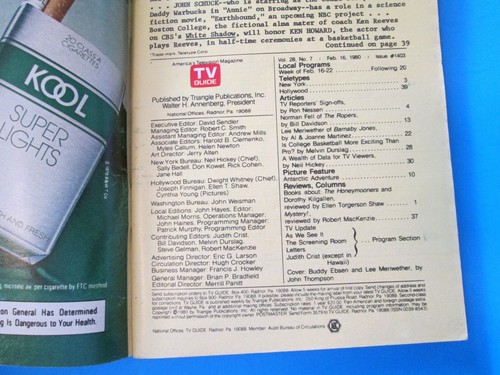 . . . JOHN SCHUCK—who is starring as the
Daddy Warbucks in "Annie" on Broadway—has a role in a science
fiction movie, "Earthbound," an upcoming NBC project . . .
Boston College, the fictional alma mater of coach Ken Reeves
on CBS's White Shadow, will honor KEN HOWARD, the actor who
plays Reeves, in half-time ceremonies at a basketball game.
Continued on page 39
America's Television Magazine
TV
GUIDE
Published by Triangle Publications, Inc.
Walter H. Annenberg, President
National Offices, Radnor, Pa. 19088
Executive Editor: David Sendler
Managing Editor: Robert C. Smith
Assistant Managing Editor: Andrew Mills
Associate Editors: Harold B. Clemenko,
Myles Callum, Helen Newton
Art Director: Jerry Alten
New York Bureau: Neil Hickey (Chief),
Sally Bedell, Don Kowet, Rick Cohen,
Jane Hall
Hollywood Bureau: Dwight Whitney (Chief),
Joseph Finnigan, Ellen T. Shaw,
Cynthia Young (Pictures)
Washington Bureau: John Weisman
Local Editions: John Hayes, Editor;
Michael Morris, Operations Manager;
John Haines, Programming Manager;
Patrick Murphy, Programming Editor
Contributing Editors: Judith Crist,
Bill Davidson, Melvin Durslag,
Steve Gelman, Robert MacKenzie
Advertising Director: Eric G. Larson
Circulation Director: Hugh Crocker
Business Manager: Francis J. Howley
General Manager: Brian P. Bradfield
Editorial Director: Merrill Panitt
Vol. 28, No. 7 Feb. 16, 1980 Issue #1403
Local Programs
Week of Feb. 16-22 Following 20
Teletypes
New York 3
Hollywood 39
Articles
TV Reporters' Sign-offs,
by Ron Nessen 4
Norman Fell of The Ropers,
by Bill Davidson 13
Lee Meriwether of Barnaby Jones,
by Al & Joanne Martinez 22
Is College Basketball More Exciting Than
Pro? by Melvin Durslag 28
A Wealth of Data for TV Viewers,
by Neil Hickey 30
Picture Feature
Antarctic Adventure 10
Reviews, Columns
Books about The Honeymooners and
Dorothy Kilgallen,
reviewed by Ellen Torgerson Shaw 1
Mystery!,
reviewed by Robert MacKenzie 37
TV Update
As We See It
The Screening Room
Letters
Judith Crist (except in
Hawaii)
Program Section
Cover: Buddy Ebsen and Lee Meriwether, by
John Thompson
National Offices: TV GUIDE, Radnor, Pa. 19088. Member, Audit Bureau of Circulations
20 CLASS A
CIGARETTES
KOOL
SUPER
LIGHTS
H AND FRESH
nicotine av. per cigarette by FTC method
on General Has Determined
g Is Dangerous to Your Health.